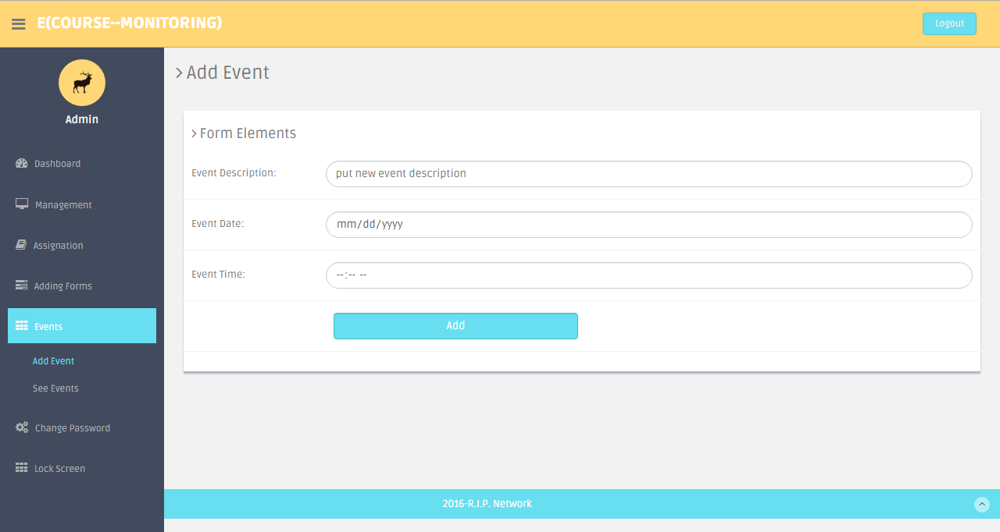 E(COURSE--MONITORING)
Logout
Admin
Dashboard
Management
Assignation
Adding Forms
Events
Add Event
See Events
Change Password
Lock Screen
> Add Event
> Form Elements
Event Description:
put new event description
Event Date:
mm/dd/yyyy
Event Time:
--:-- --
Add
2016-R.I.P. Network